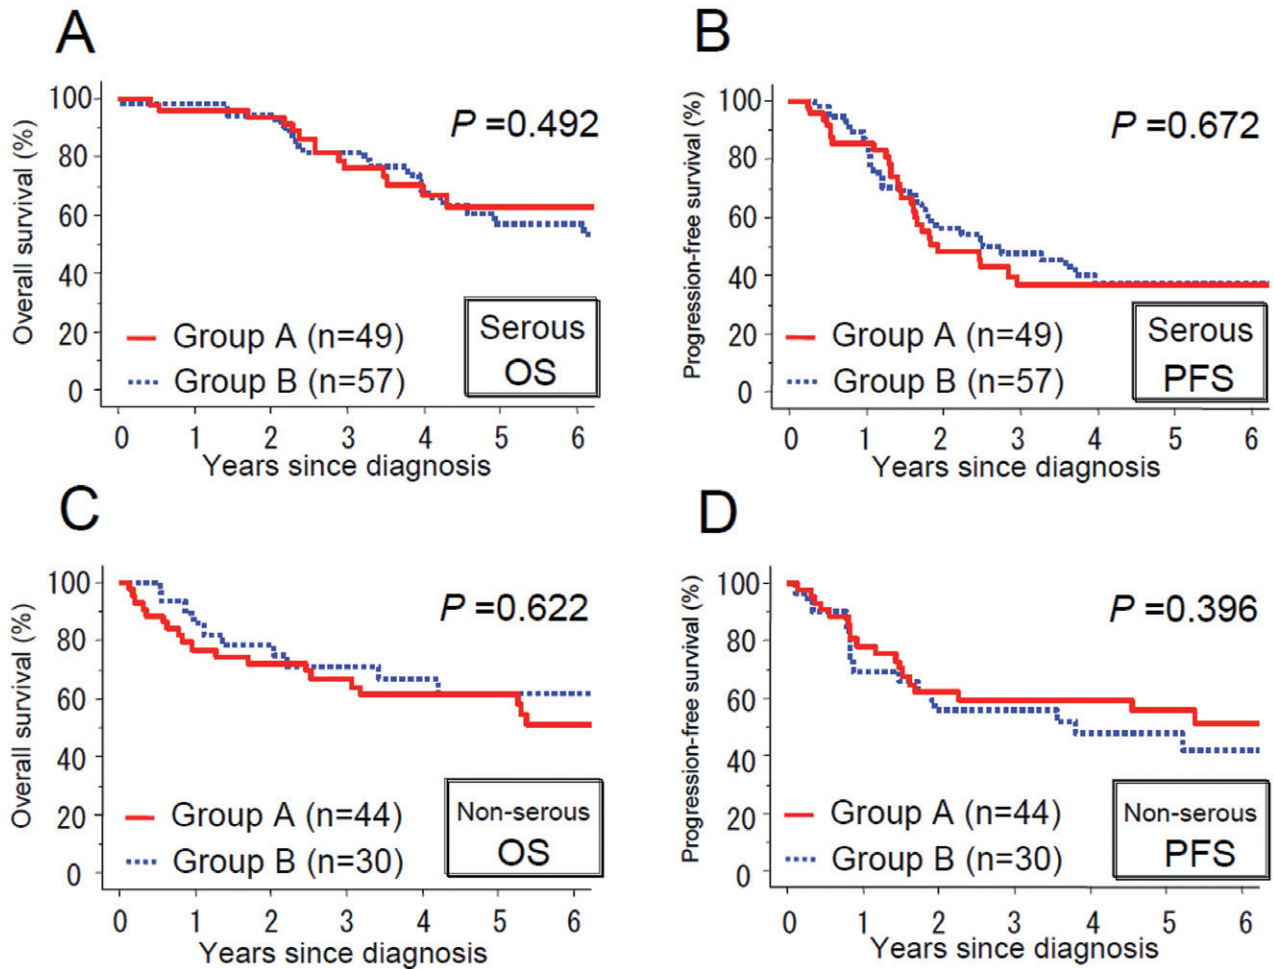 A
Overall survival (%)
100
80
60
40
20
0
P =0.492
Group A (n=49)
Group B (n=57)
Serous
OS
0 1 2 3 4 5 6
Years since diagnosis
B
Progression-free survival (%)
100
80
60
40
20
0
P =0.672
Group A (n=49)
Group B (n=57)
Serous
PFS
0 1 2 3 4 5 6
Years since diagnosis
C
Overall survival (%)
100
80
60
40
20
0
P =0.622
Group A (n=44)
Group B (n=30)
Non-serous
OS
0 1 2 3 4 5 6
Years since diagnosis
D
Progression-free survival (%)
100
80
60
40
20
0
P =0.396
Group A (n=44)
Group B (n=30)
Non-serous
PFS
0 1 2 3 4 5 6
Years since diagnosis